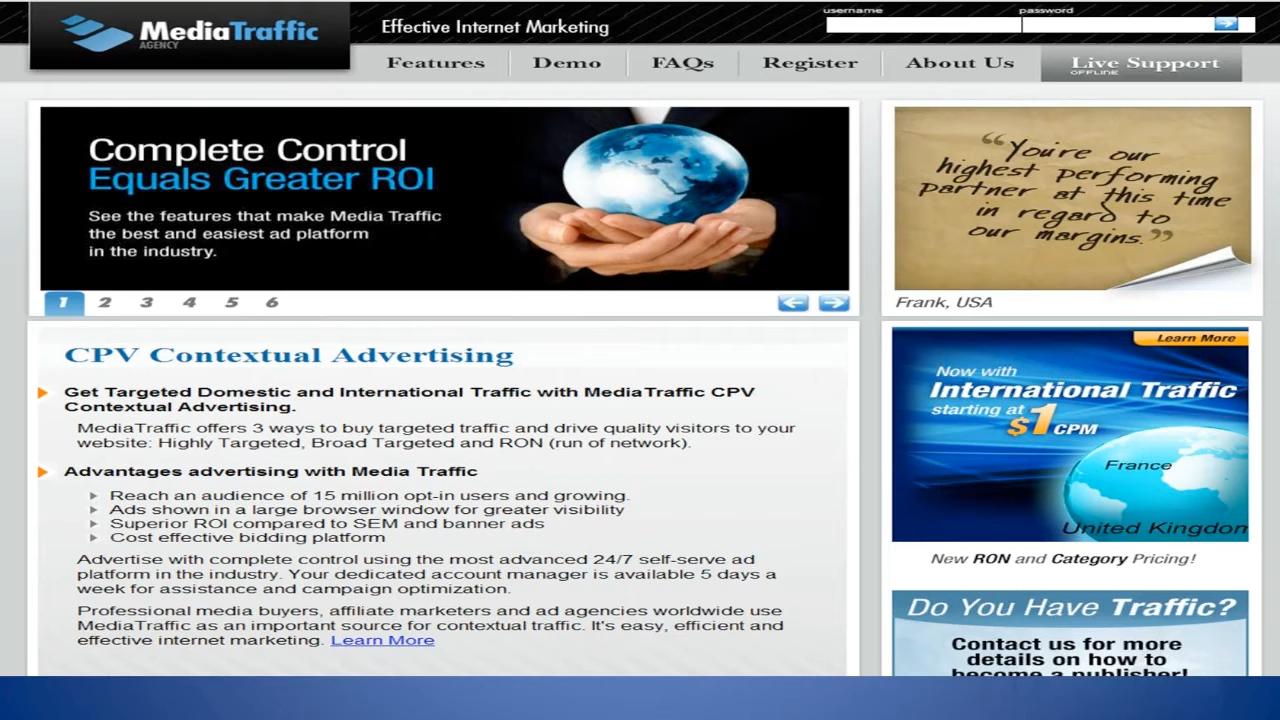 MediaTraffic
AGENCY
Effective Internet Marketing
username
password
Features
Demo
FAQs
Register
About Us
Live Support
OFFLINE
Complete Control
Equals Greater ROI
See the features that make Media Traffic
the best and easiest ad platform
in the industry.
1 2 3 4 5 6
“You're our
highest performing
partner at this time
in regard to
our margins.”
Frank, USA
CPV Contextual Advertising
Get Targeted Domestic and International Traffic with MediaTraffic CPV
Contextual Advertising.
MediaTraffic offers 3 ways to buy targeted traffic and drive quality visitors to your
website: Highly Targeted, Broad Targeted and RON (run of network).
Advantages advertising with Media Traffic
Reach an audience of 15 million opt-in users and growing.
Ads shown in a large browser window for greater visibility
Superior ROI compared to SEM and banner ads
Cost effective bidding platform
Advertise with complete control using the most advanced 24/7 self-serve ad
platform in the industry. Your dedicated account manager is available 5 days a
week for assistance and campaign optimization.
Professional media buyers, affiliate marketers and ad agencies worldwide use
MediaTraffic as an important source for contextual traffic. It's easy, efficient and
effective internet marketing. Learn More
Learn More
Now with
International Traffic
starting at $1 CPM
France
United Kingdom
New RON and Category Pricing!
Do You Have Traffic?
Contact us for more
details on how to
become a publisher!